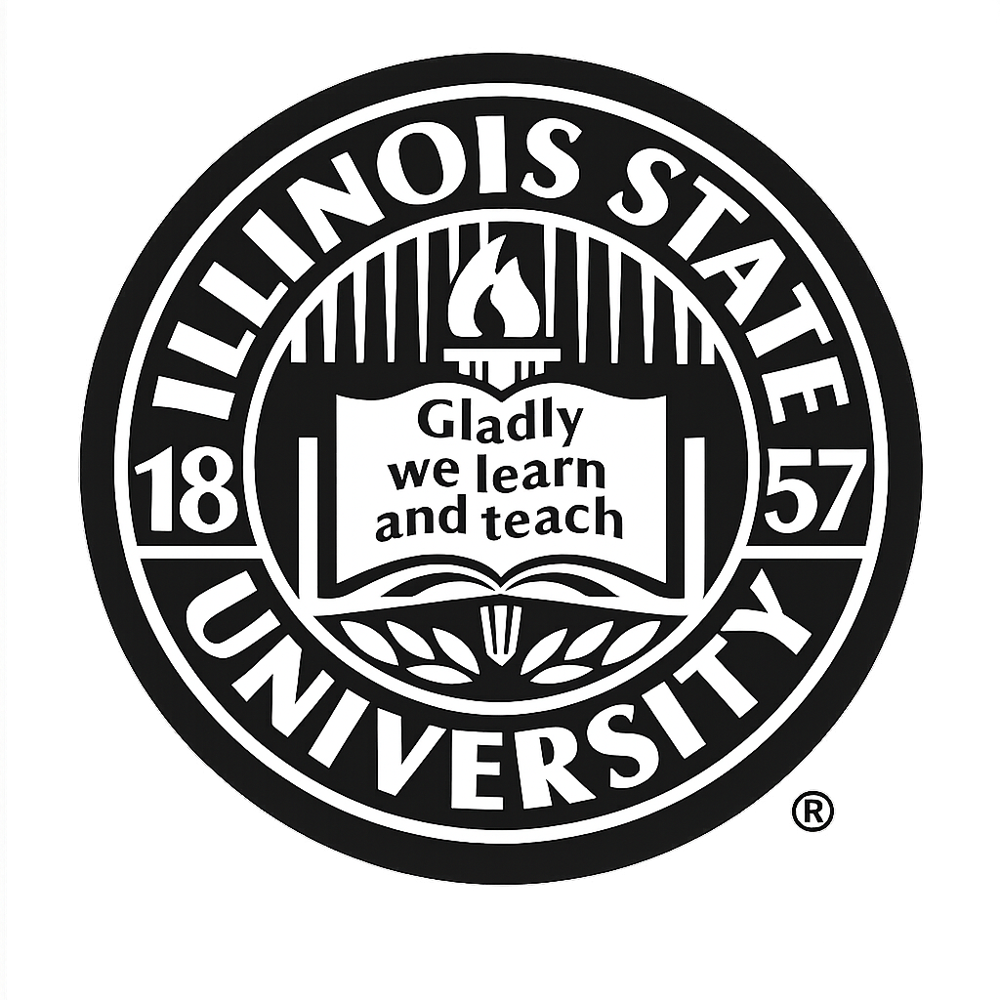 ILLINOIS STATE
18 57
Gladly
we learn
and teach
UNIVERSITY
®